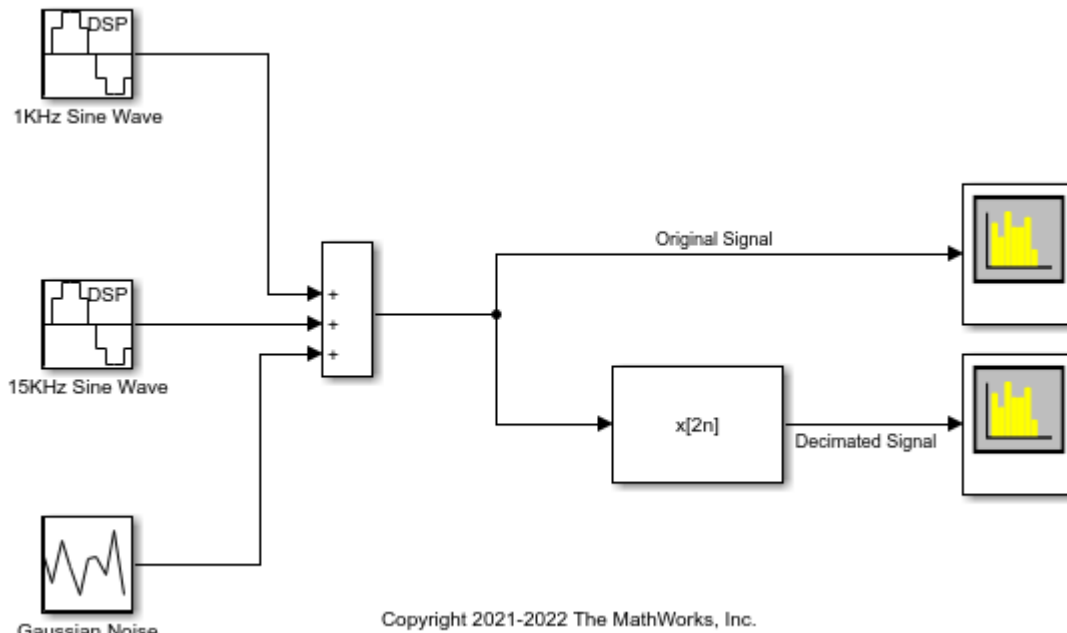 DSP
1KHz Sine Wave
Original Signal
DSP
+
+
+
15KHz Sine Wave
x[2n]
Decimated Signal
Gaussian Noise
Copyright 2021-2022 The MathWorks, Inc.